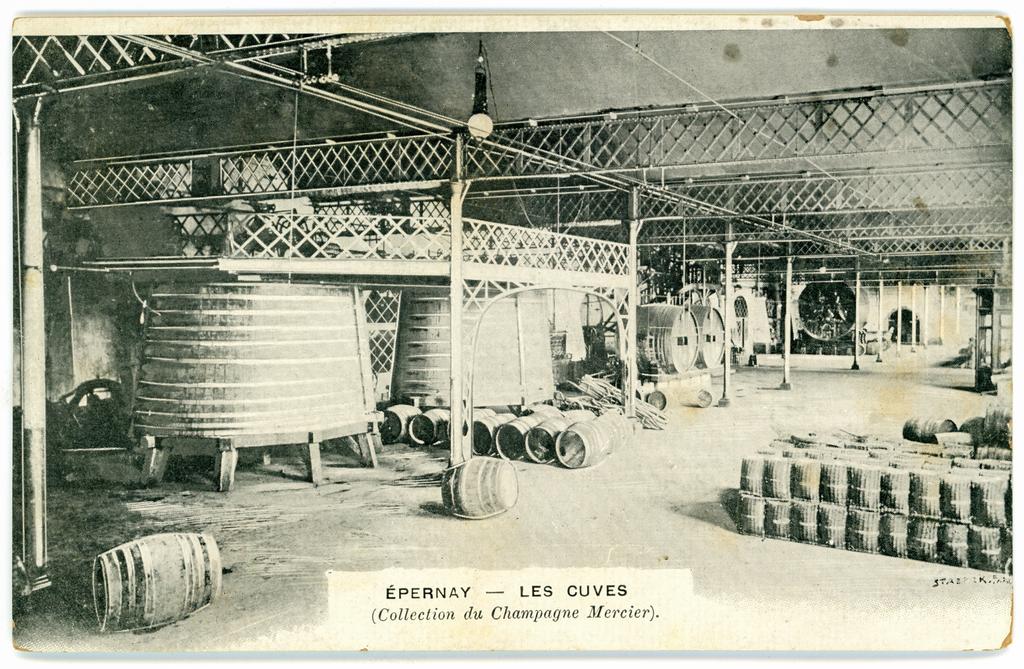 ÉPERNAY — LES CUVES
(Collection du Champagne Mercier).